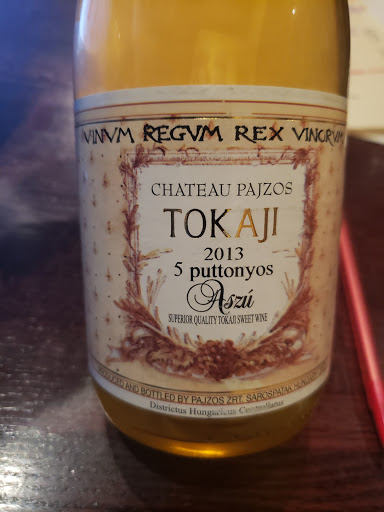 VINVM REGVM REX VINORVM
CHATEAU PAJZOS
TOKAJI
2013
5 puttonyos
Aszú
SUPERIOR QUALITY TOKAJI SWEET WINE
PRODUCED AND BOTTLED BY PAJZOS ZRT. SAROSPATAK HUNGARY
Districtus Hungaricus Controllatus